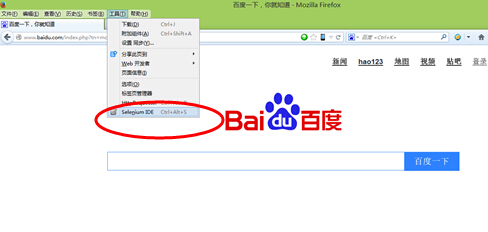 百度一下，你就知道 - Mozilla Firefox
文件(F) 编辑(E) 查看(V) 历史(S) 书签(B) 工具(T) 帮助(H)
百度一下，你就知道
www.baidu.com/index.php?tn=mo
百度 <Ctrl+K>
下载(D) Ctrl+J
附加组件(A) Ctrl+Shift+A
设置同步(Y)...
分享此页到
Web 开发者
页面信息(I)
选项(O)
标签页管理器
Selenium IDE Ctrl+Alt+S
新闻 hao123 地图 视频 贴吧 登录
Bai du 百度
百度一下